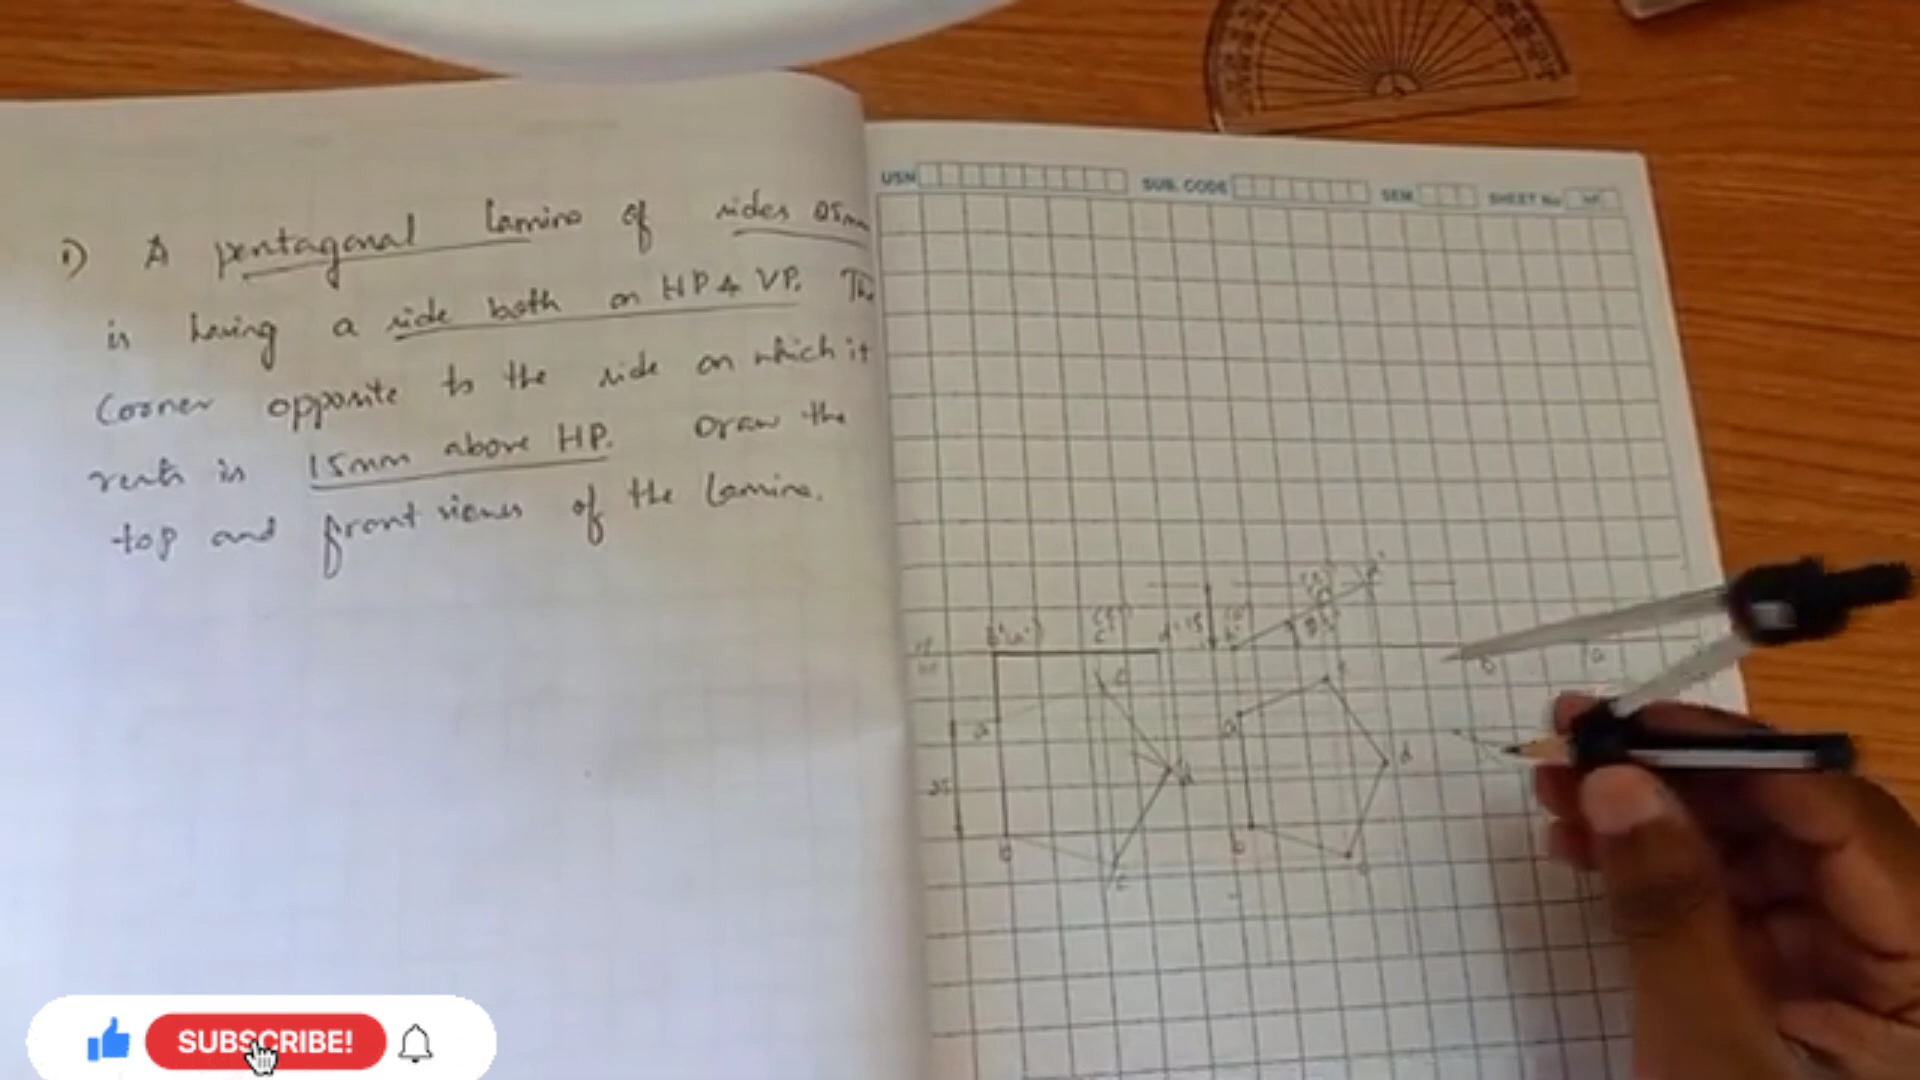 1) A pentagonal Lamina of sides 25mm
is having a side both on HP & VP. The
Corner opposite to the side on which it
rests is 15mm above HP. Draw the
top and front views of the lamina.
USN SUB. CODE SEM SHEET No
b'(a')
c'
15
a
c
d
25
b
c
a
d
b
b
a
SUBSCRIBE!